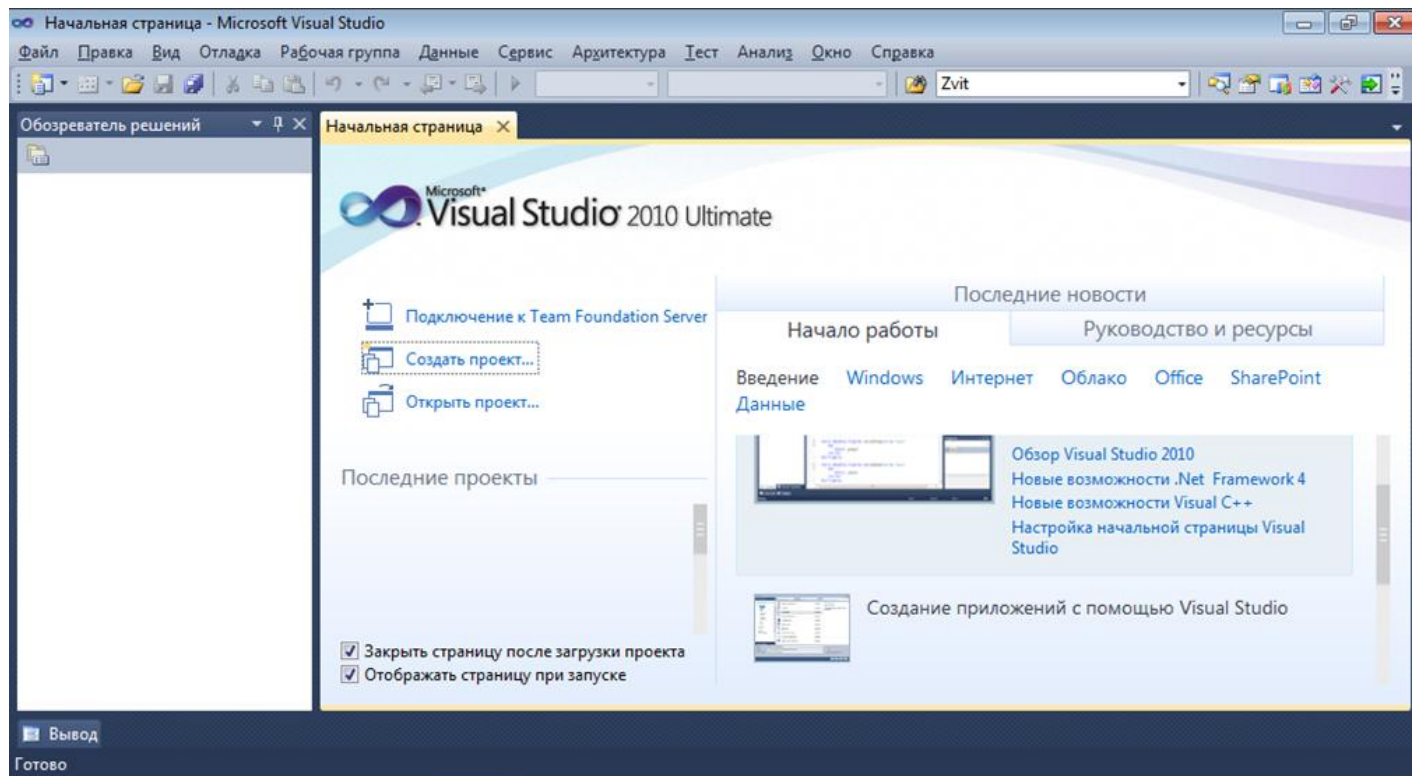 Начальная страница - Microsoft Visual Studio
Файл Правка Вид Отладка Рабочая группа Данные Сервис Архитектура Тест Анализ Окно Справка
Zvit
Обозреватель решений
Начальная страница
Microsoft
Visual Studio 2010 Ultimate
Подключение к Team Foundation Server
Создать проект...
Открыть проект...
Последние проекты
Закрыть страницу после загрузки проекта
Отображать страницу при запуске
Последние новости
Начало работы Руководство и ресурсы
Введение Windows Интернет Облако Office SharePoint
Данные
Обзор Visual Studio 2010
Новые возможности .Net Framework 4
Новые возможности Visual C++
Настройка начальной страницы Visual
Studio
Создание приложений с помощью Visual Studio
Вывод
Готово